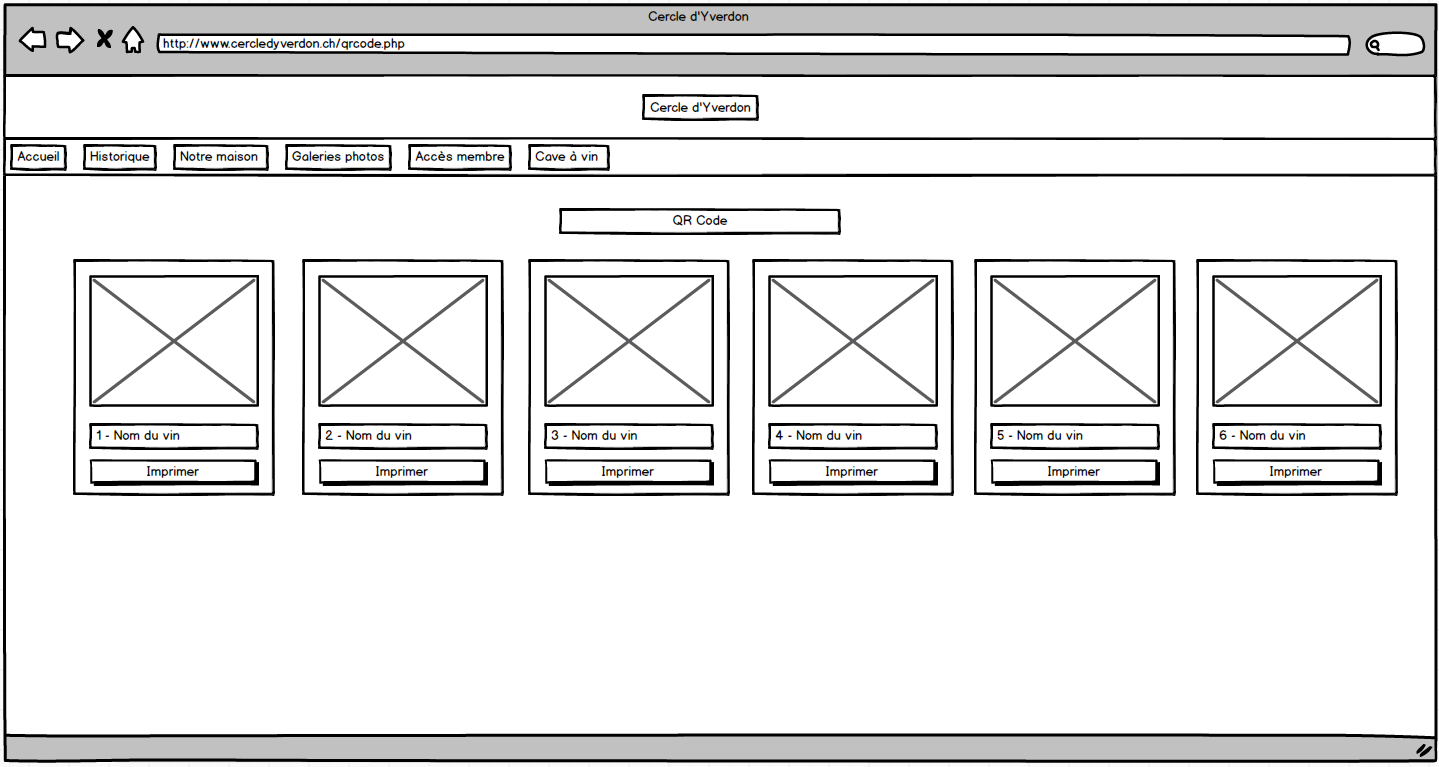 Cercle d'Yverdon
http://www.cercledyverdon.ch/qrcode.php
Cercle d'Yverdon
Accueil Historique Notre maison Galeries photos Accès membre Cave à vin
QR Code
1 - Nom du vin 2 - Nom du vin 3 - Nom du vin 4 - Nom du vin 5 - Nom du vin 6 - Nom du vin
Imprimer Imprimer Imprimer Imprimer Imprimer Imprimer